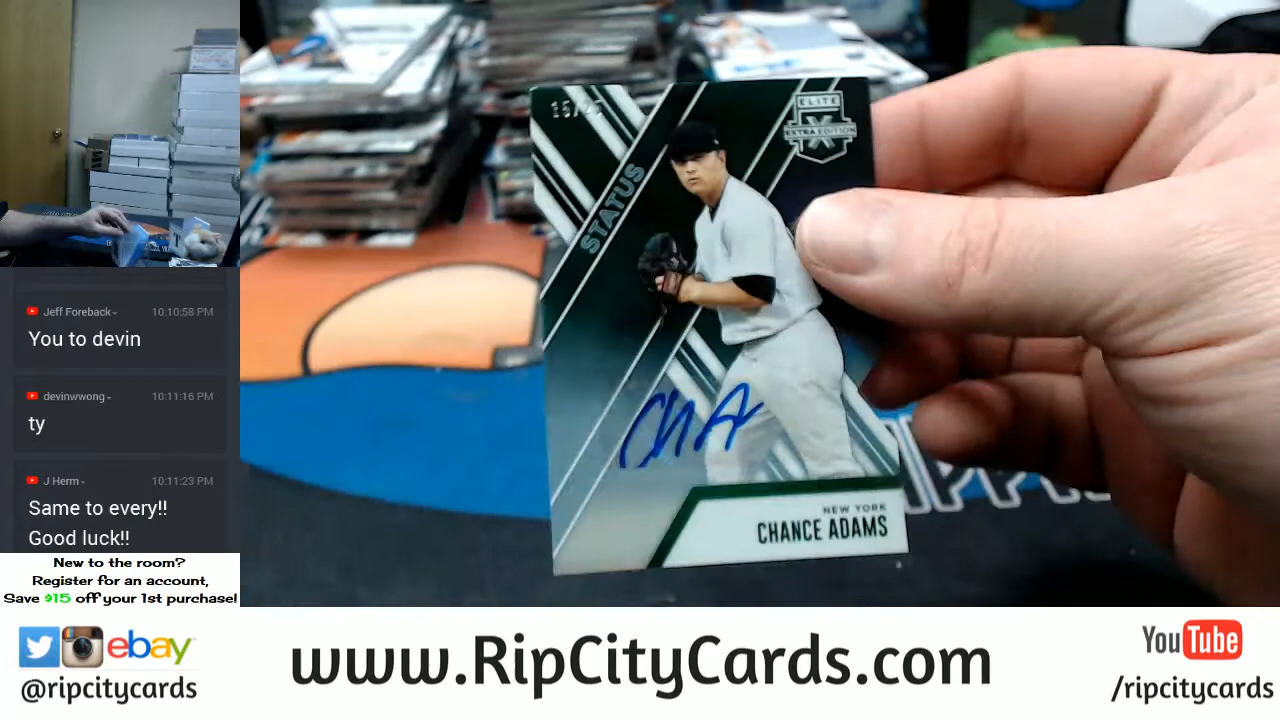 Jeff Foreback
10:10:58 PM
You to devin
devinwwong
10:11:16 PM
ty
J Herm
10:11:23 PM
Same to every!!
Good luck!!
New to the room?
Register for an account,
Save $15 off your 1st purchase!
ELITE
X
EXTRA EDITION
STATUS
Ch A
NEW YORK
CHANCE ADAMS
ebay
@ripcitycards
www.RipCityCards.com
YouTube
/ripcitycards